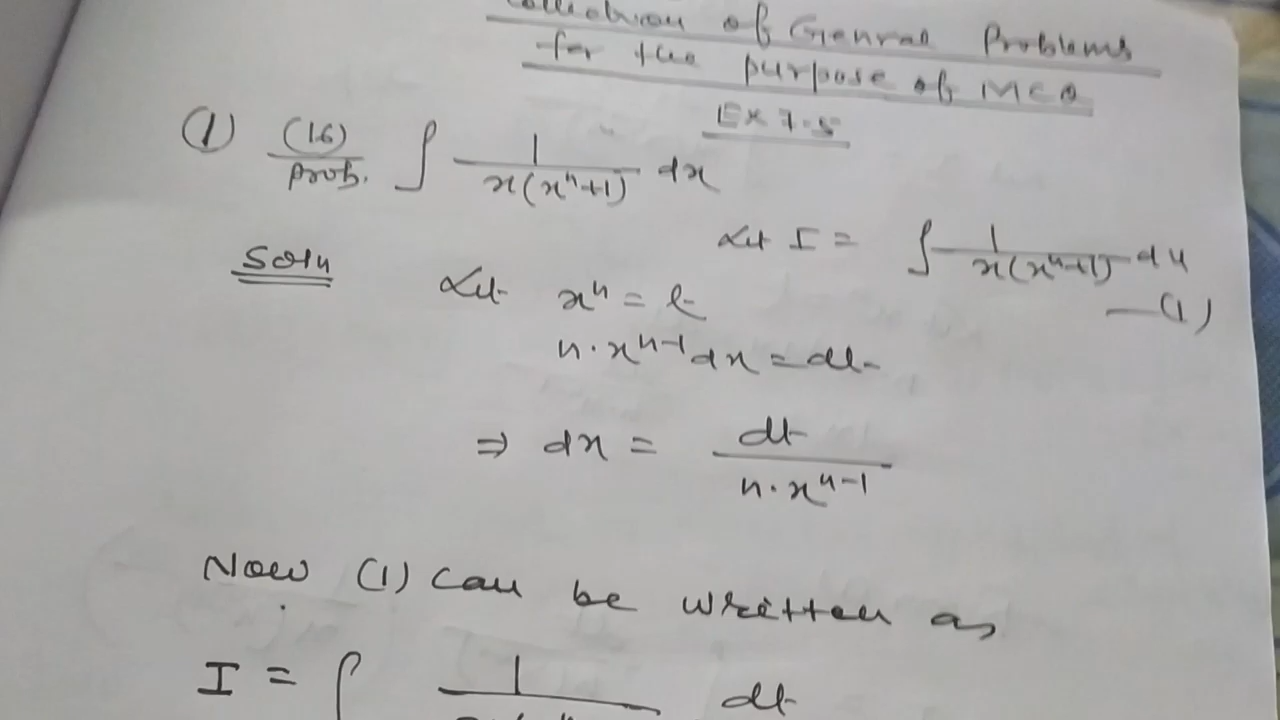 of Genral Problems
for the purpose of MCQ
Ex 7.5
(1) (16)/Prob. ∫ 1/x(xⁿ+1) dx
Let I = ∫ 1/x(xⁿ+1) dx
—(1)
Soln Let xⁿ = t
n·xⁿ⁻¹dx = dt
⇒ dx = dt/n·xⁿ⁻¹
Now (1) can be written as
I = ∫ 1 dt